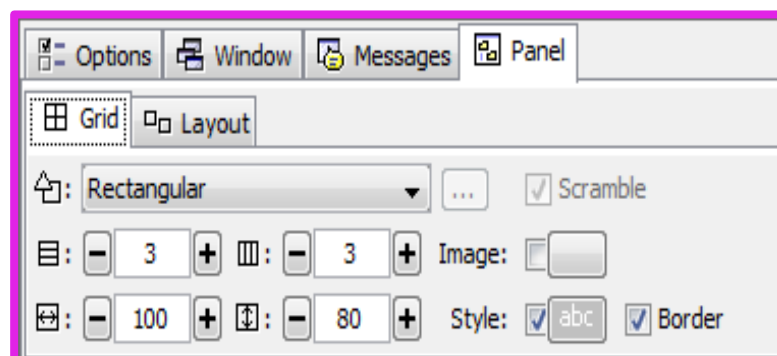 Options Window Messages Panel
Grid Layout
: Rectangular ... Scramble
: - 3 + : - 3 + Image:
: - 100 + : - 80 + Style: abc Border